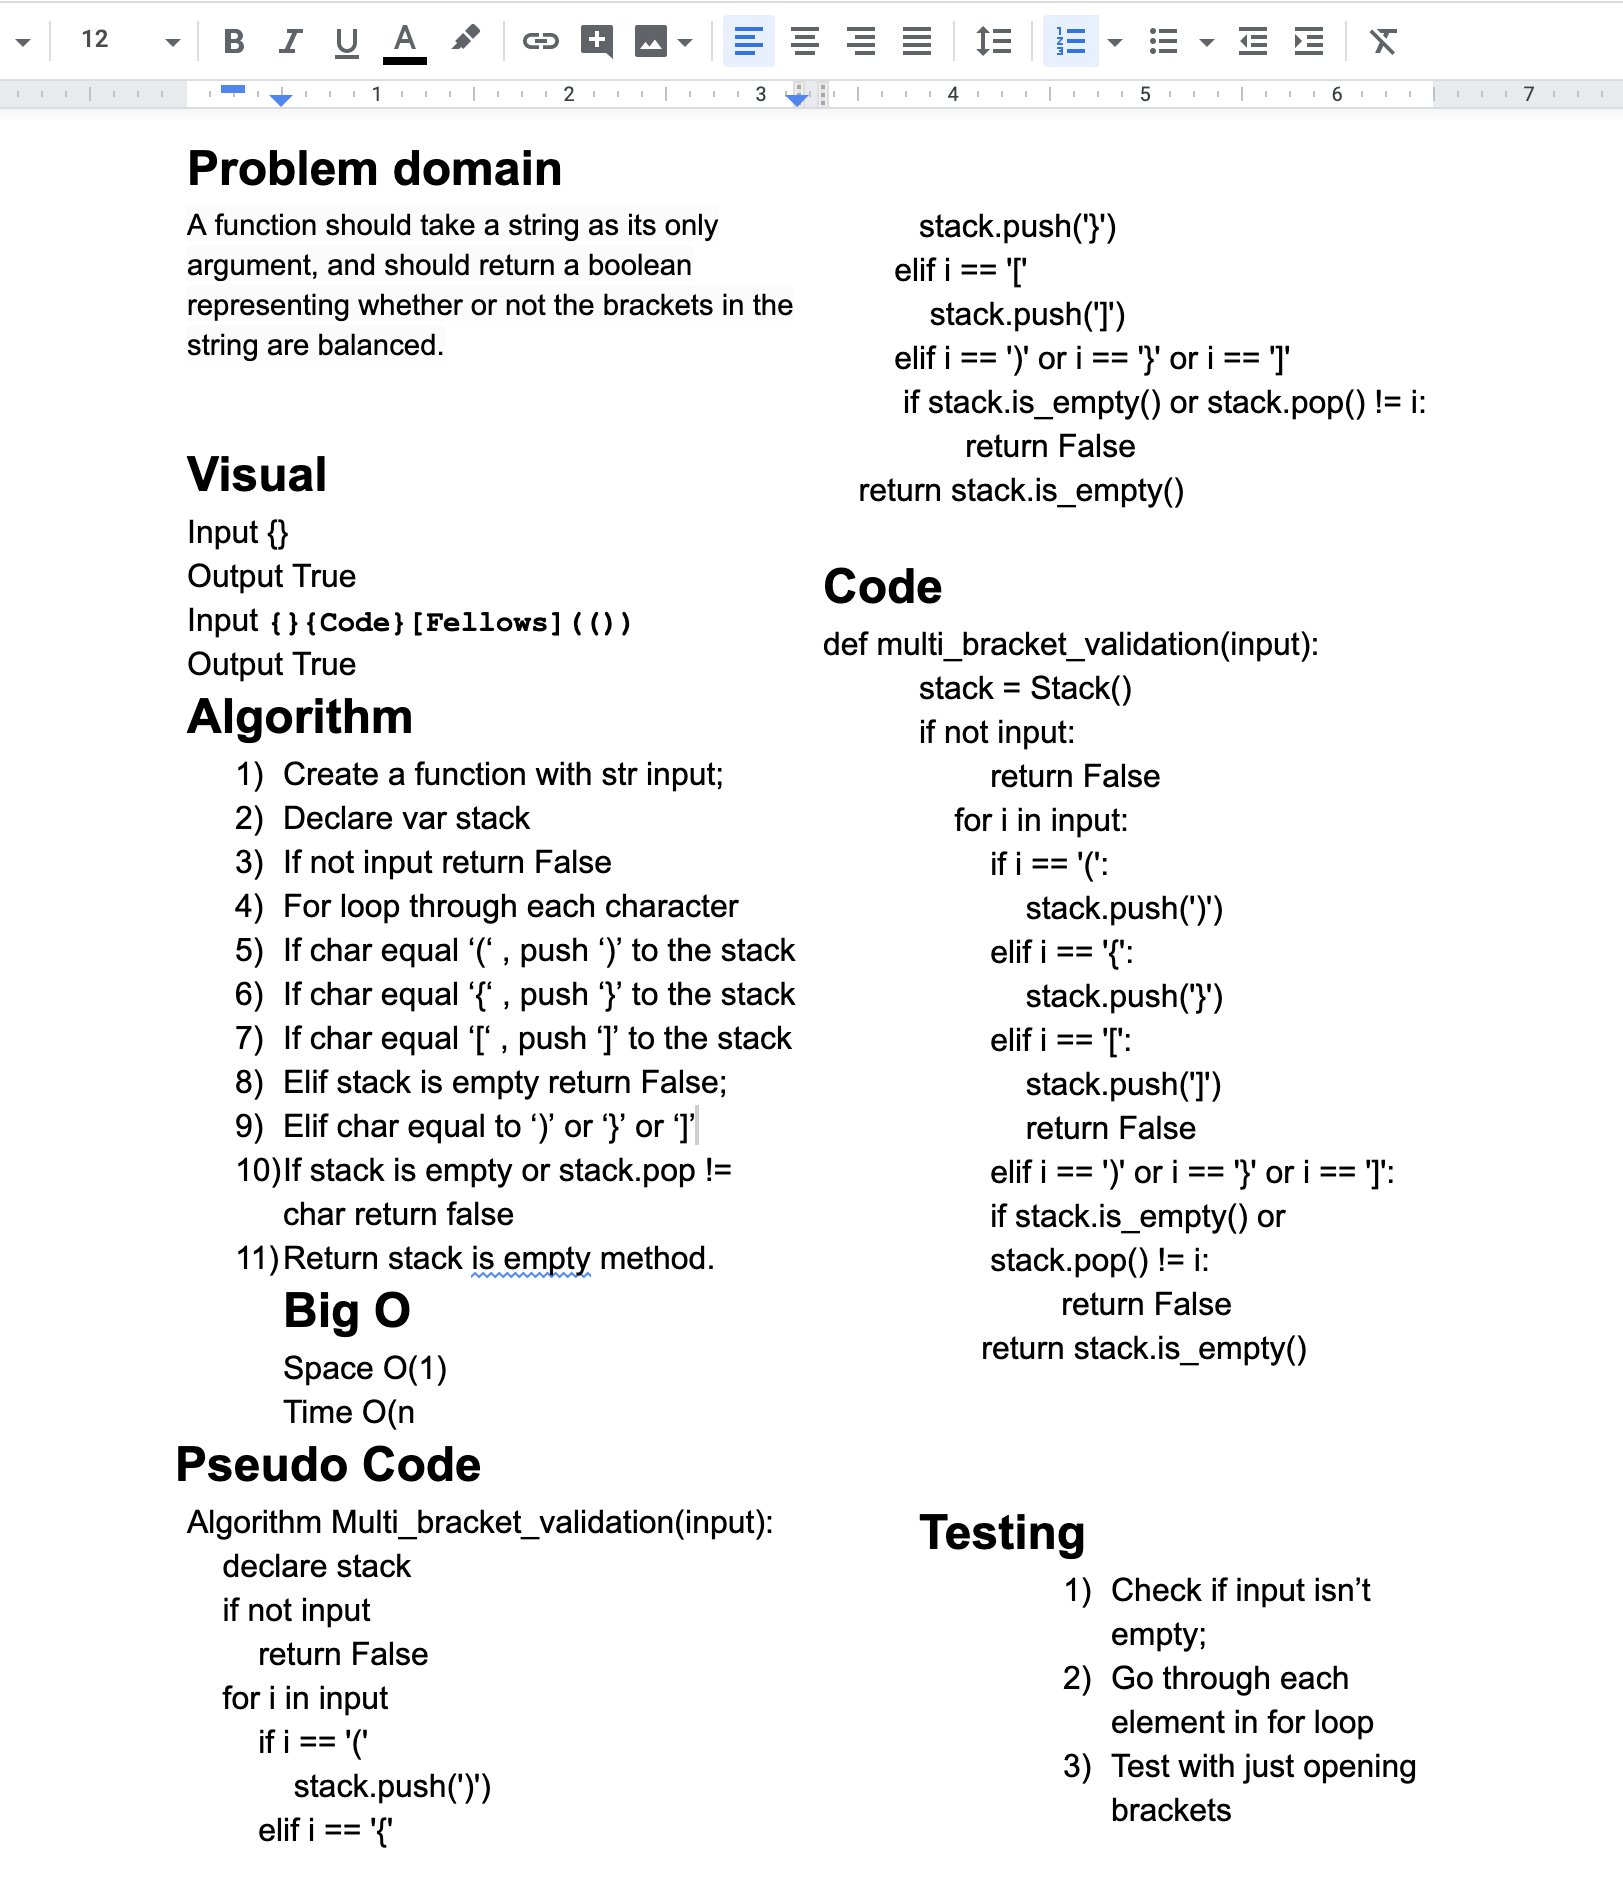 12
B I U A
1 2 3 4 5 6 7
Problem domain
A function should take a string as its only
argument, and should return a boolean
representing whether or not the brackets in the
string are balanced.
Visual
Input {}
Output True
Input {}{Code}[Fellows](())
Output True
Algorithm
1) Create a function with str input;
2) Declare var stack
3) If not input return False
4) For loop through each character
5) If char equal ‘(‘ , push ‘)’ to the stack
6) If char equal ‘{‘ , push ‘}’ to the stack
7) If char equal ‘[‘ , push ‘]’ to the stack
8) Elif stack is empty return False;
9) Elif char equal to ‘)’ or ‘}’ or ‘]’
10)If stack is empty or stack.pop !=
char return false
11)Return stack is empty method.
Big O
Space O(1)
Time O(n
Pseudo Code
Algorithm Multi_bracket_validation(input):
declare stack
if not input
return False
for i in input
if i == '('
stack.push(')')
elif i == '{'
stack.push('}')
elif i == '['
stack.push(']')
elif i == ')' or i == '}' or i == ']'
if stack.is_empty() or stack.pop() != i:
return False
return stack.is_empty()
Code
def multi_bracket_validation(input):
stack = Stack()
if not input:
return False
for i in input:
if i == '(':
stack.push(')')
elif i == '{':
stack.push('}')
elif i == '[':
stack.push(']')
return False
elif i == ')' or i == '}' or i == ']':
if stack.is_empty() or
stack.pop() != i:
return False
return stack.is_empty()
Testing
1) Check if input isn’t
empty;
2) Go through each
element in for loop
3) Test with just opening
brackets